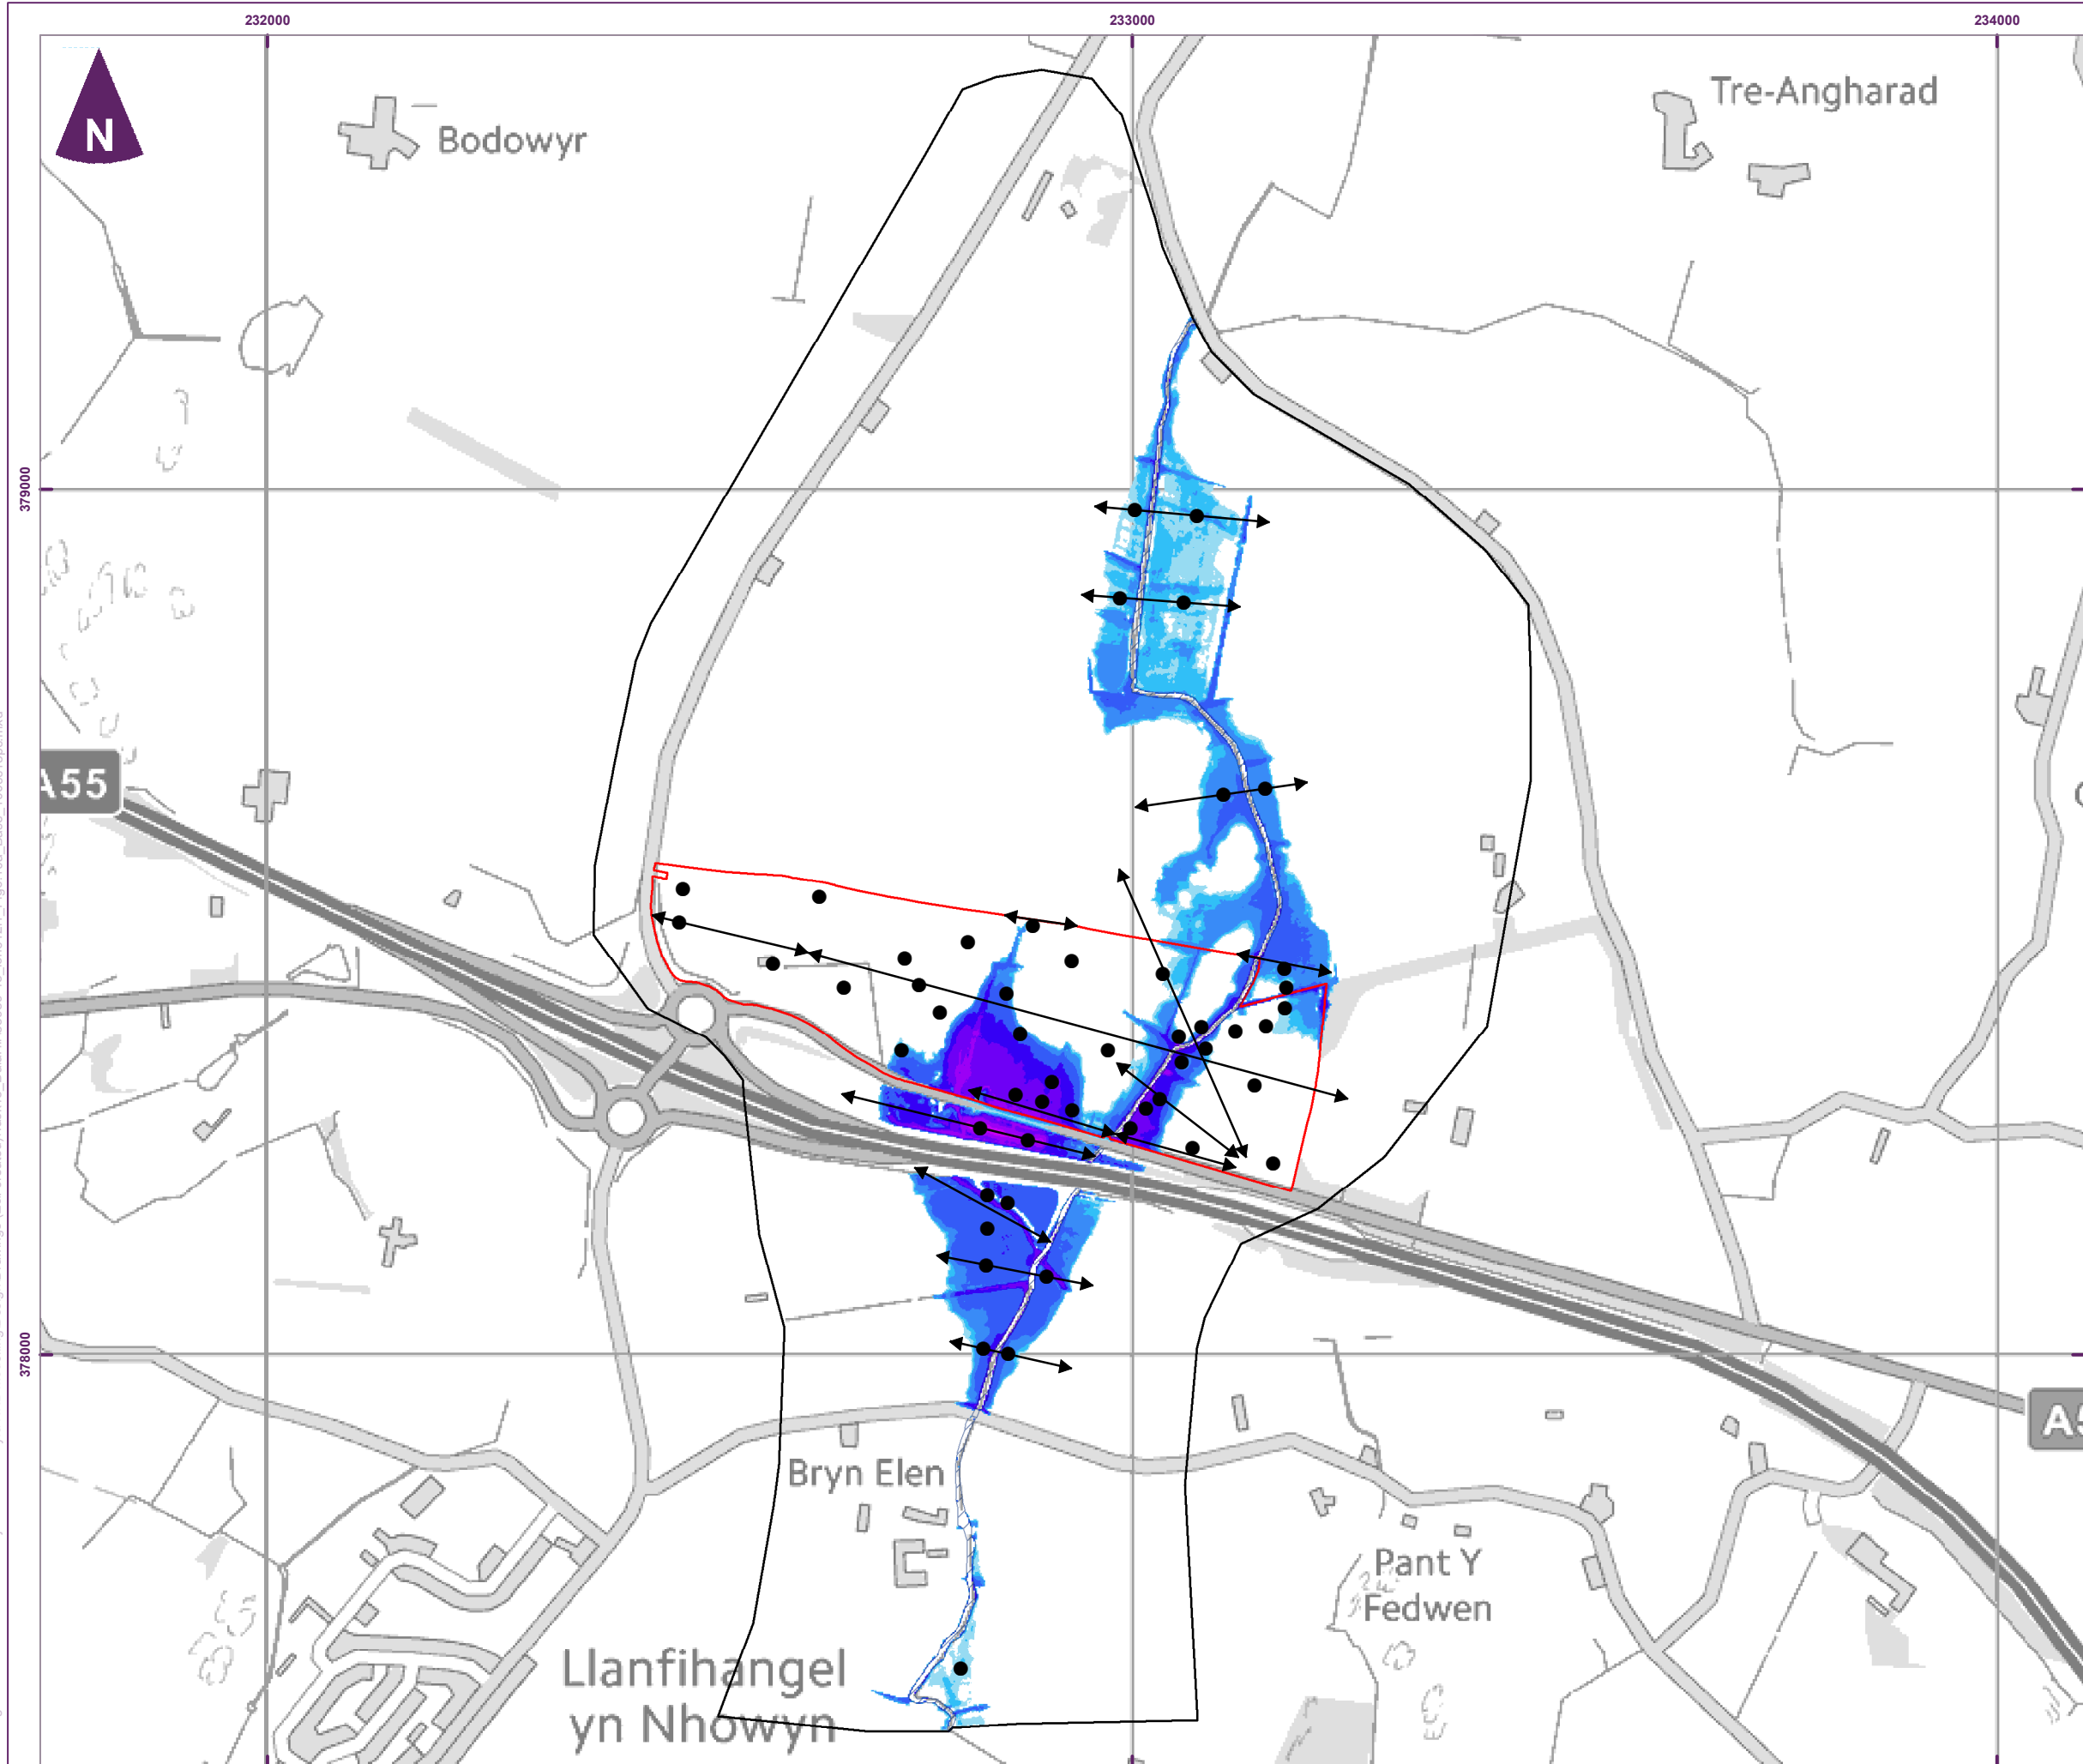 232000
233000
234000
N
Bodowyr
Tre-Angharad
379000
A55
378000
Bryn Elen
Pant Y
Fedwen
Llanfihangel
yn Nhowyn